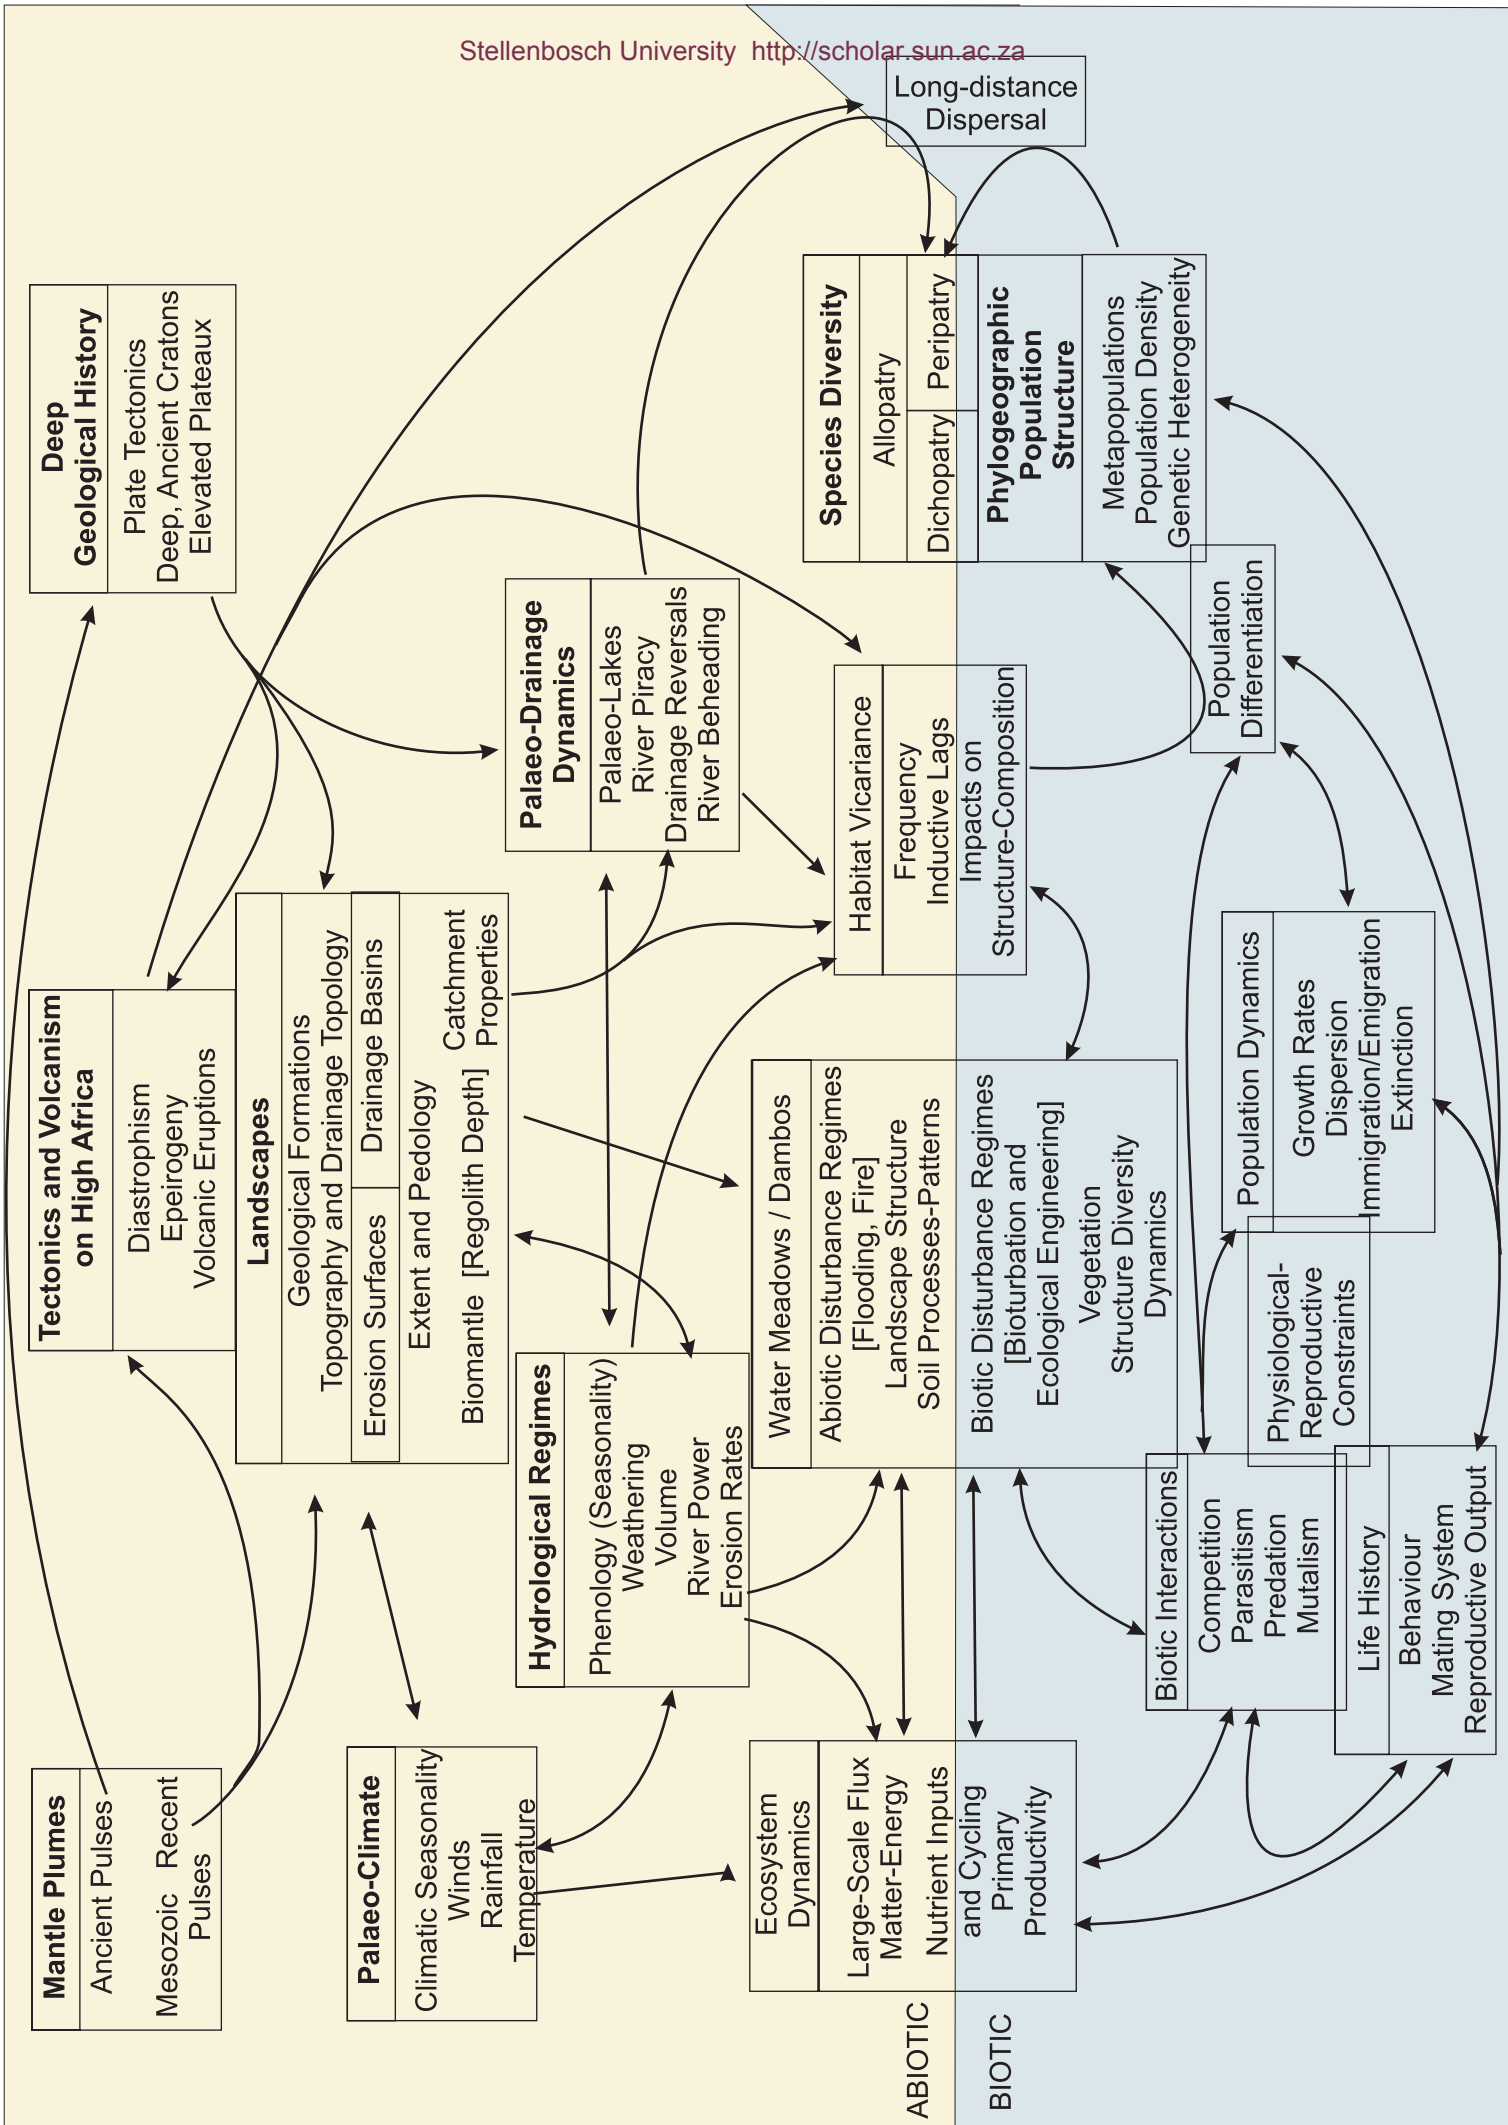 Stellenbosch University http://scholar.sun.ac.za
Long-distance
Dispersal
Mantle Plumes
Ancient Pulses
Mesozoic Recent
Pulses
Tectonics and Volcanism
on High Africa
Diastrophism
Epeirogeny
Volcanic Eruptions
Deep
Geological History
Plate Tectonics
Deep, Ancient Cratons
Elevated Plateaux
Landscapes
Geological Formations
Topography and Drainage Topology
Erosion Surfaces
Drainage Basins
Extent and Pedology
Catchment
Biomantle [Regolith Depth]
Properties
Palaeo-Climate
Climatic Seasonality
Winds
Rainfall
Temperature
Hydrological Regimes
Phenology (Seasonality)
Weathering
Volume
River Power
Erosion Rates
Palaeo-Drainage
Dynamics
Palaeo-Lakes
River Piracy
Drainage Reversals
River Beheading
Ecosystem
Dynamics
Large-Scale Flux
Matter-Energy
Nutrient Inputs
and Cycling
Primary
Productivity
Water Meadows / Dambos
Abiotic Disturbance Regimes
[Flooding, Fire]
Landscape Structure
Soil Processes-Patterns
Biotic Disturbance Regimes
[Bioturbation and
Ecological Engineering]
Vegetation
Structure Diversity
Dynamics
Habitat Vicariance
Frequency
Inductive Lags
Impacts on
Structure-Composition
Species Diversity
Allopatry
Dichopatry
Peripatry
Phylogeographic
Population
Structure
Metapopulations
Population Density
Genetic Heterogeneity
Population
Differentiation
Population Dynamics
Growth Rates
Dispersion
Immigration/Emigration
Extinction
Physiological-
Reproductive
Constraints
Biotic Interactions
Competition
Parasitism
Predation
Mutalism
Life History
Behaviour
Mating System
Reproductive Output
ABIOTIC
BIOTIC